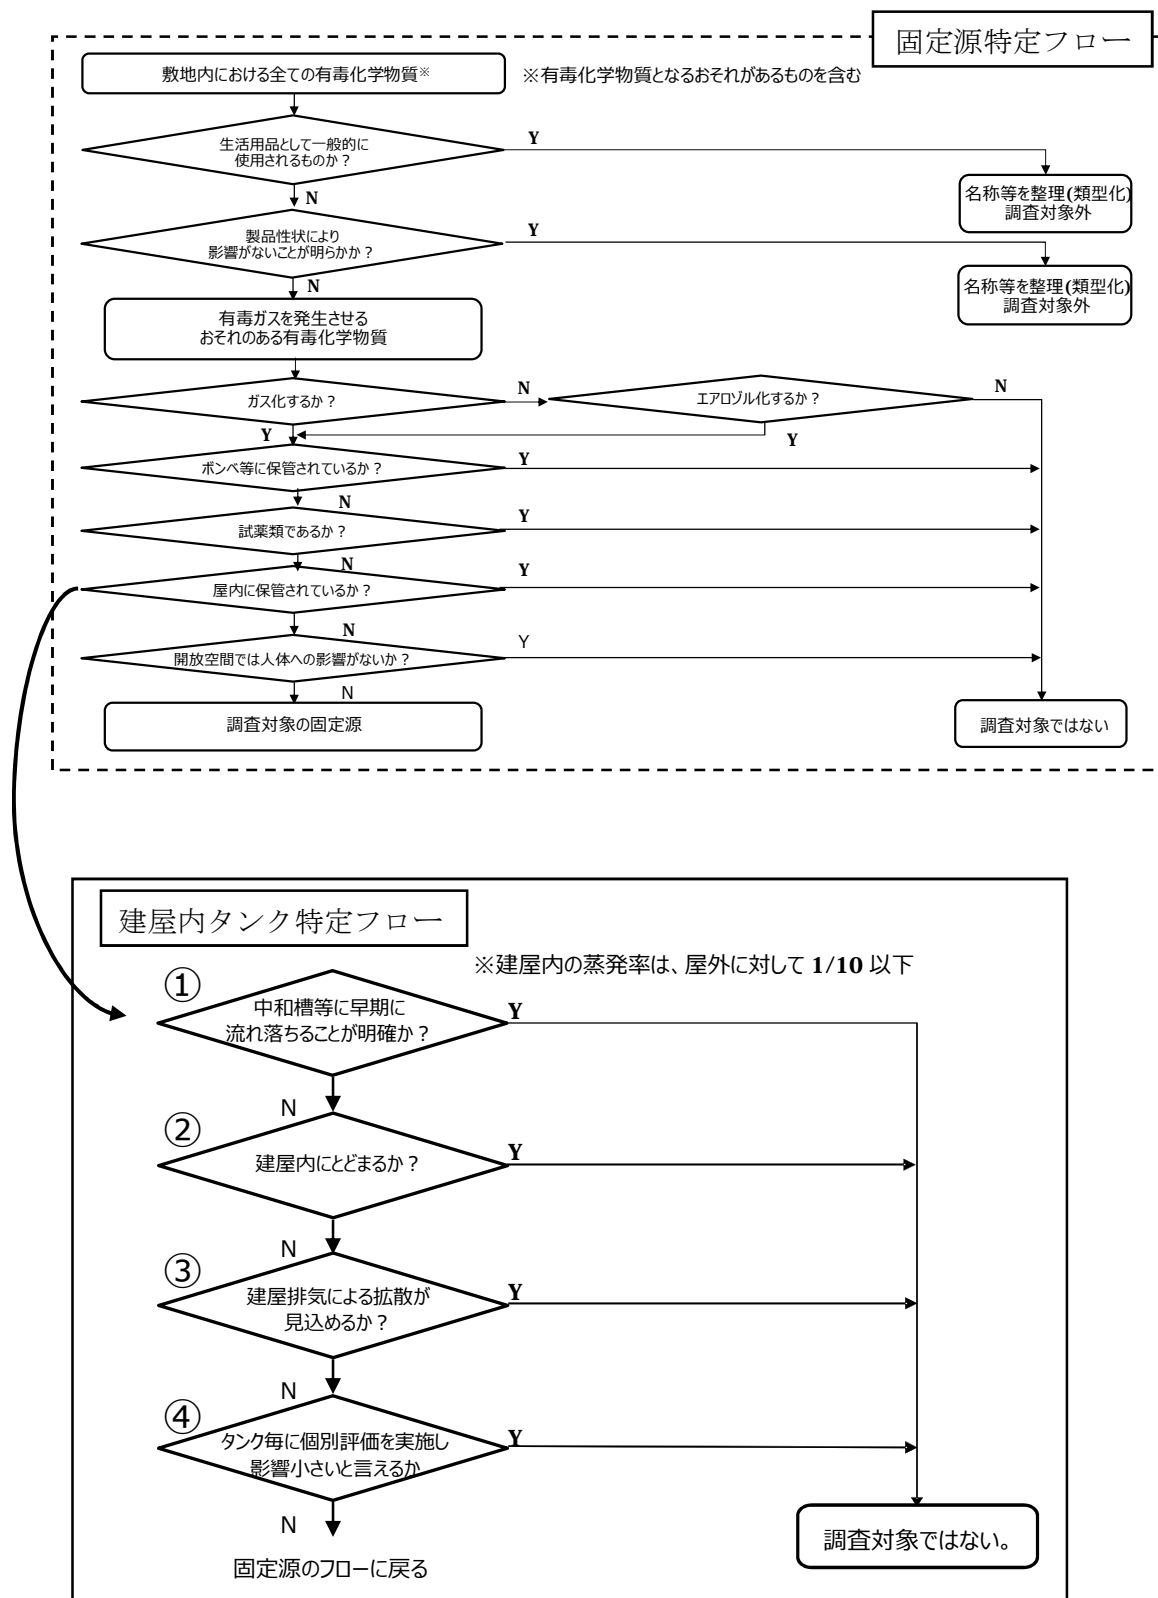 固定源特定フロー
敷地内における全ての有毒化学物質※
※有毒化学物質となるおそれがあるものを含む
生活用品として一般的に
使用されるものか？
Y
N
名称等を整理(類型化)
調査対象外
製品性状により
影響がないことが明らかか？
Y
N
名称等を整理(類型化)
調査対象外
有毒ガスを発生させる
おそれのある有毒化学物質
ガス化するか？
N
エアロゾル化するか？
N
Y
Y
ボンベ等に保管されているか？
Y
N
試薬類であるか？
Y
N
屋内に保管されているか？
Y
N
開放空間では人体への影響がないか？
Y
N
調査対象の固定源
調査対象ではない
建屋内タンク特定フロー
※建屋内の蒸発率は、屋外に対して 1/10 以下
①
中和槽等に早期に
流れ落ちることが明確か？
Y
N
②
建屋内にとどまるか？
Y
N
③
建屋排気による拡散が
見込めるか？
Y
N
④
タンク毎に個別評価を実施し
影響小さいと言えるか
Y
N
固定源のフローに戻る
調査対象ではない。